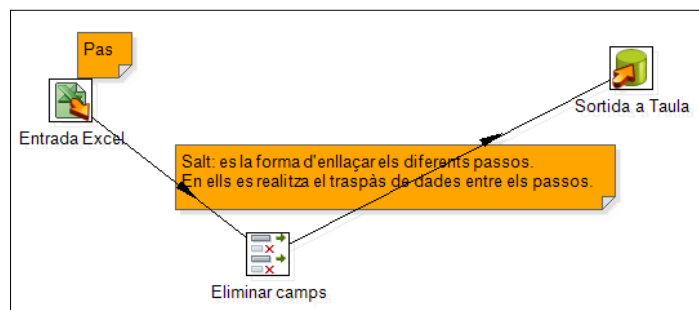 Pas
Entrada Excel
Sortida a Taula
Salt: es la forma d'enllaçar els diferents passos.
En ells es realitza el traspàs de dades entre els passos.
Eliminar camps